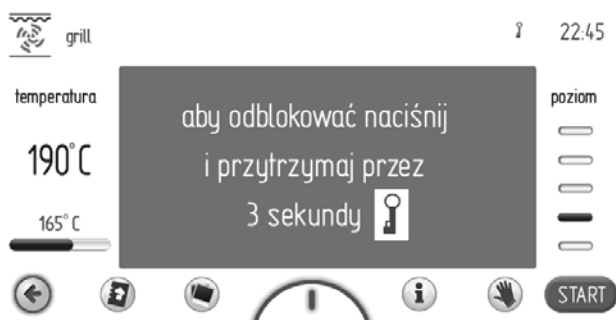 grill
22:45
temperatura
poziom
aby odblokować naciśnij
i przytrzymaj przez
3 sekundy
190°C
165°C
START